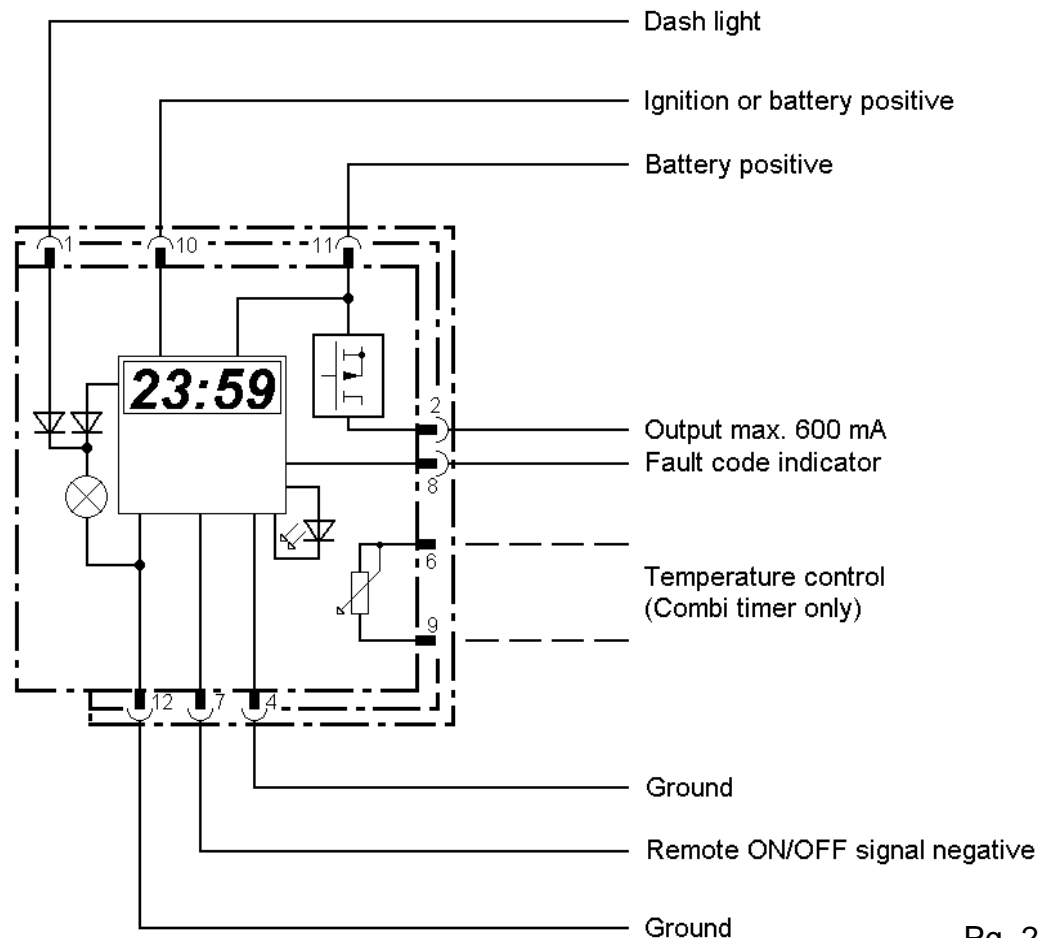 Dash light
Ignition or battery positive
Battery positive
1
10
11
23:59
2
Output max. 600 mA
Fault code indicator
8
6
Temperature control
(Combi timer only)
9
12
7
4
Ground
Remote ON/OFF signal negative
Ground
Pg. 2